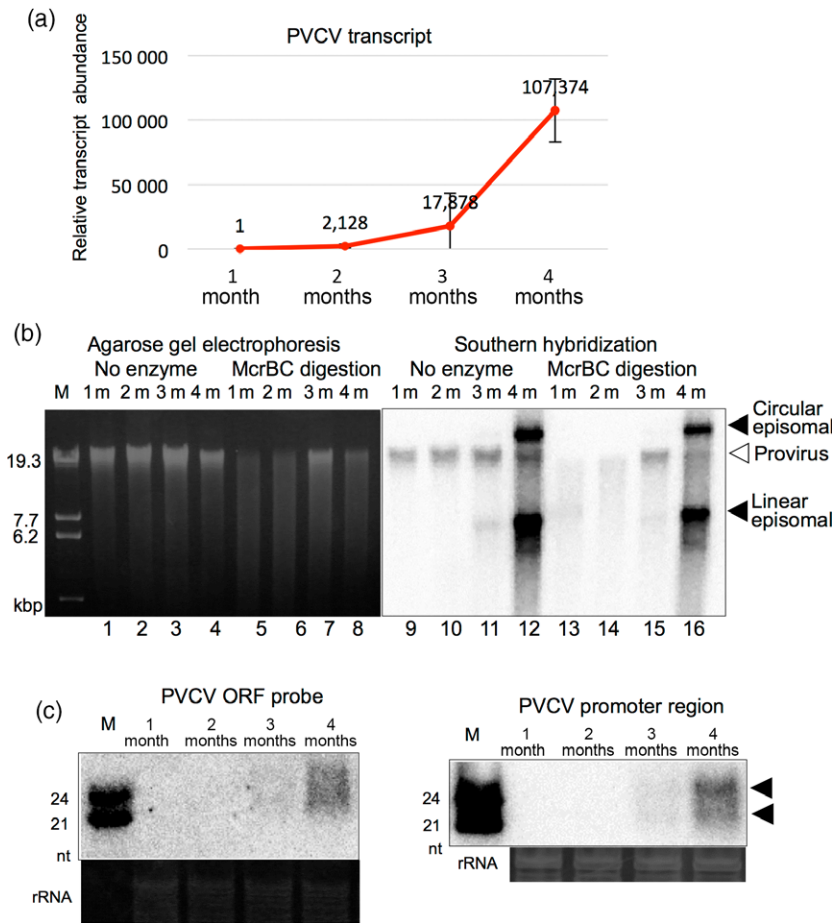 (a)
PVCV transcript
Relative transcript abundance
150 000
100 000
50 000
0
1
2,128
17,878
107,374
1 month
2 months
3 months
4 months
(b)
Agarose gel electrophoresis
No enzyme McrBC digestion
M 1 m 2 m 3 m 4 m 1 m 2 m 3 m 4 m
19.3
7.7
6.2
kbp
1 2 3 4 5 6 7 8
Southern hybridization
No enzyme McrBC digestion
1 m 2 m 3 m 4 m 1 m 2 m 3 m 4 m
Circular
episomal
Provirus
Linear
episomal
9 10 11 12 13 14 15 16
(c)
PVCV ORF probe
M 1 months 2 months 3 months 4 months
24
21
nt
rRNA
PVCV promoter region
M 1 month 2 months 3 months 4 months
24
21
nt
rRNA